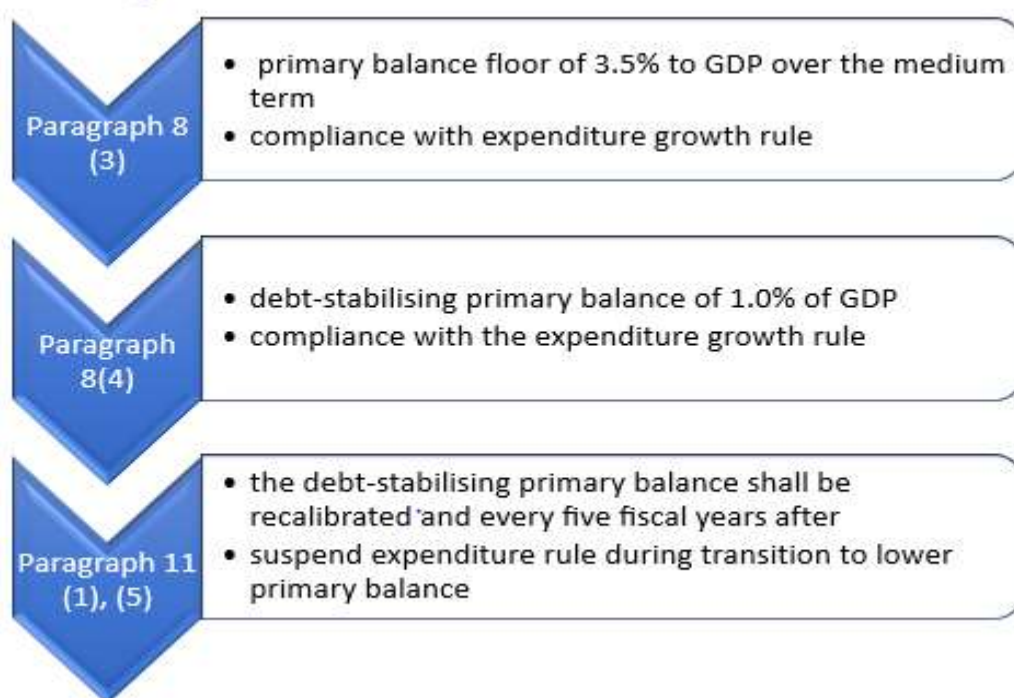 Paragraph 8
(3)
• primary balance floor of 3.5% to GDP over the medium
term
• compliance with expenditure growth rule
Paragraph
8(4)
• debt-stabilising primary balance of 1.0% of GDP
• compliance with the expenditure growth rule
Paragraph 11
(1), (5)
• the debt-stabilising primary balance shall be
recalibrated and every five fiscal years after
• suspend expenditure rule during transition to lower
primary balance